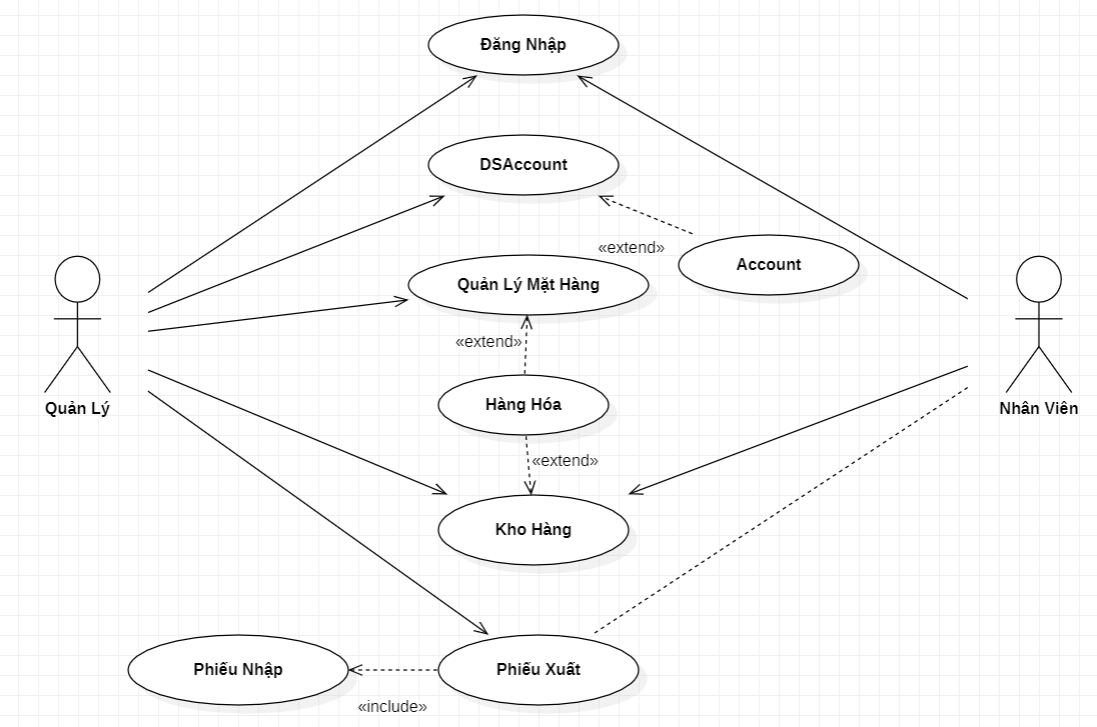 Đăng Nhập
DSAccount
«extend»
Account
Quản Lý Mặt Hàng
«extend»
Hàng Hóa
Quản Lý
Nhân Viên
«extend»
Kho Hàng
Phiếu Nhập
Phiếu Xuất
«include»